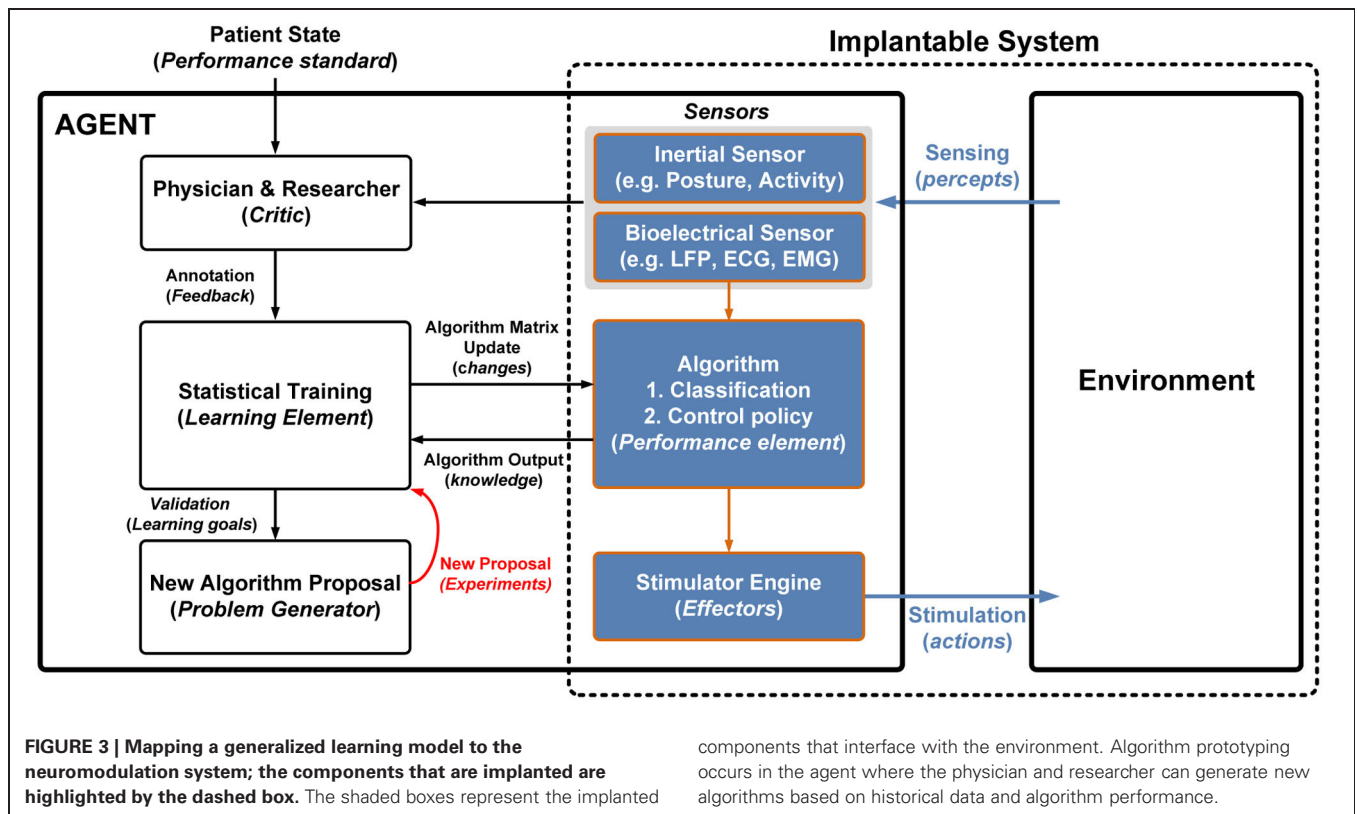 Patient State
(Performance standard)
Implantable System
AGENT
Sensors
Physician & Researcher
(Critic)
Inertial Sensor
(e.g. Posture, Activity)
Bioelectrical Sensor
(e.g. LFP, ECG, EMG)
Sensing
(percepts)
Annotation
(Feedback)
Statistical Training
(Learning Element)
Algorithm Matrix
Update
(changes)
Algorithm Output
(knowledge)
Algorithm
1. Classification
2. Control policy
(Performance element)
Environment
Validation
(Learning goals)
New Algorithm Proposal
(Problem Generator)
New Proposal
(Experiments)
Stimulator Engine
(Effectors)
Stimulation
(actions)
FIGURE 3 | Mapping a generalized learning model to the
neuromodulation system; the components that are implanted are
highlighted by the dashed box. The shaded boxes represent the implanted
components that interface with the environment. Algorithm prototyping
occurs in the agent where the physician and researcher can generate new
algorithms based on historical data and algorithm performance.